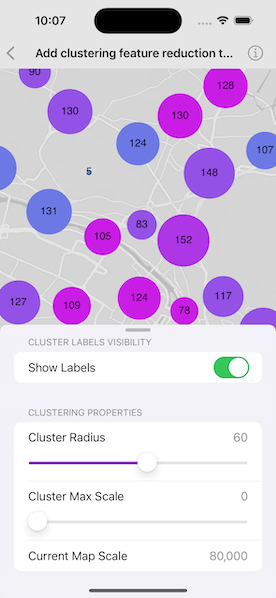 10:07
Add clustering feature reduction t...
90
128
130
130
124
107
5
148
131
83
105
152
127
109
124
78
117
CLUSTER LABELS VISIBILITY
Show Labels
CLUSTERING PROPERTIES
Cluster Radius 60
Cluster Max Scale 0
Current Map Scale 80,000